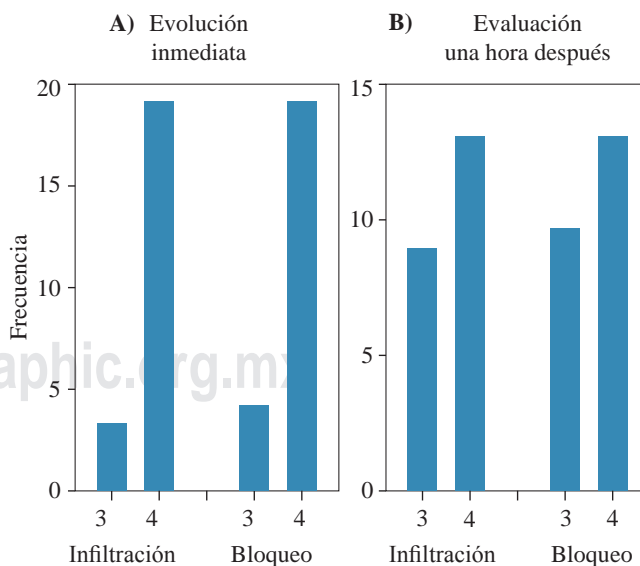 A) Evolución
inmediata
20
15
10
5
0
Frecuencia
3 4 3 4
Infiltración Bloqueo
B) Evaluación
una hora después
15
10
5
0
3 4 3 4
Infiltración Bloqueo
aphic.org.mx